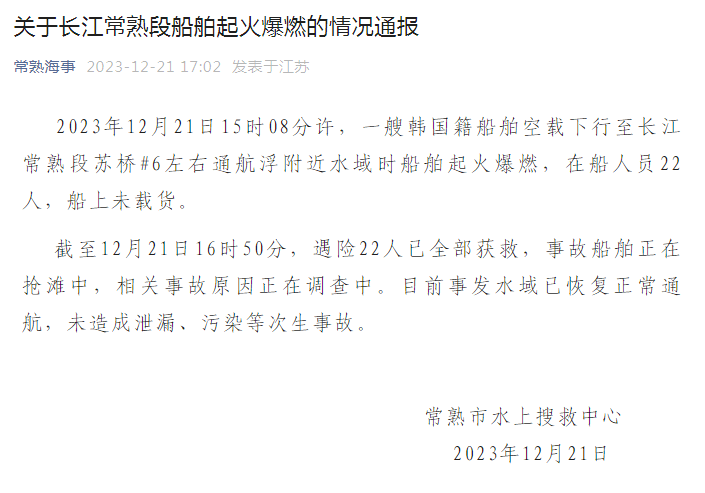 关于长江常熟段船舶起火爆燃的情况通报
常熟海事 2023-12-21 17:02 发表于江苏
2023年12月21日15时08分许，一艘韩国籍船舶空载下行至长江
常熟段苏桥#6左右通航浮附近水域时船舶起火爆燃，在船人员22
人，船上未载货。
截至12月21日16时50分，遇险22人已全部获救，事故船舶正在
抢滩中，相关事故原因正在调查中。目前事发水域已恢复正常通
航，未造成泄漏、污染等次生事故。
常熟市水上搜救中心
2023年12月21日